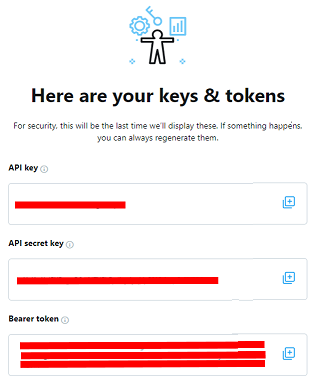 Here are your keys & tokens
For security, this will be the last time we'll display these. If something happens,
you can always regenerate them.
API key
API secret key
Bearer token